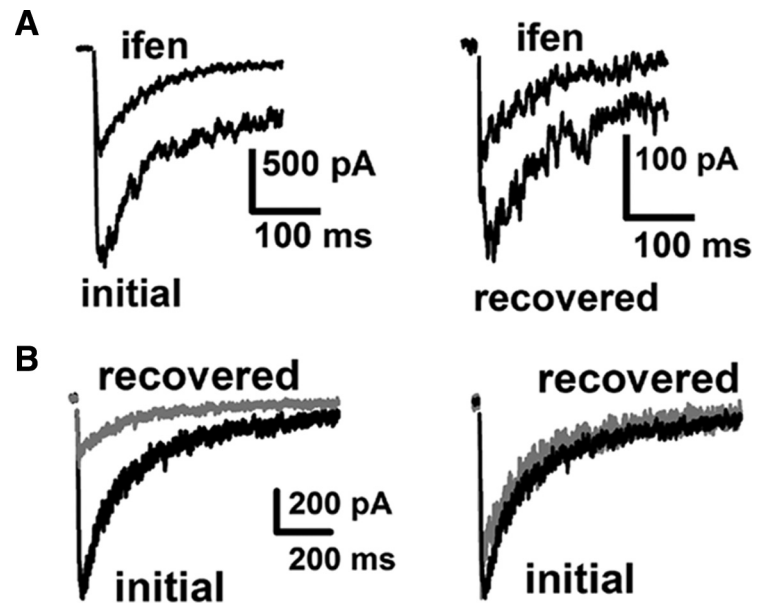 A
ifen
500 pA
100 ms
initial
ifen
100 pA
100 ms
recovered
B
recovered
200 pA
200 ms
initial
recovered
initial